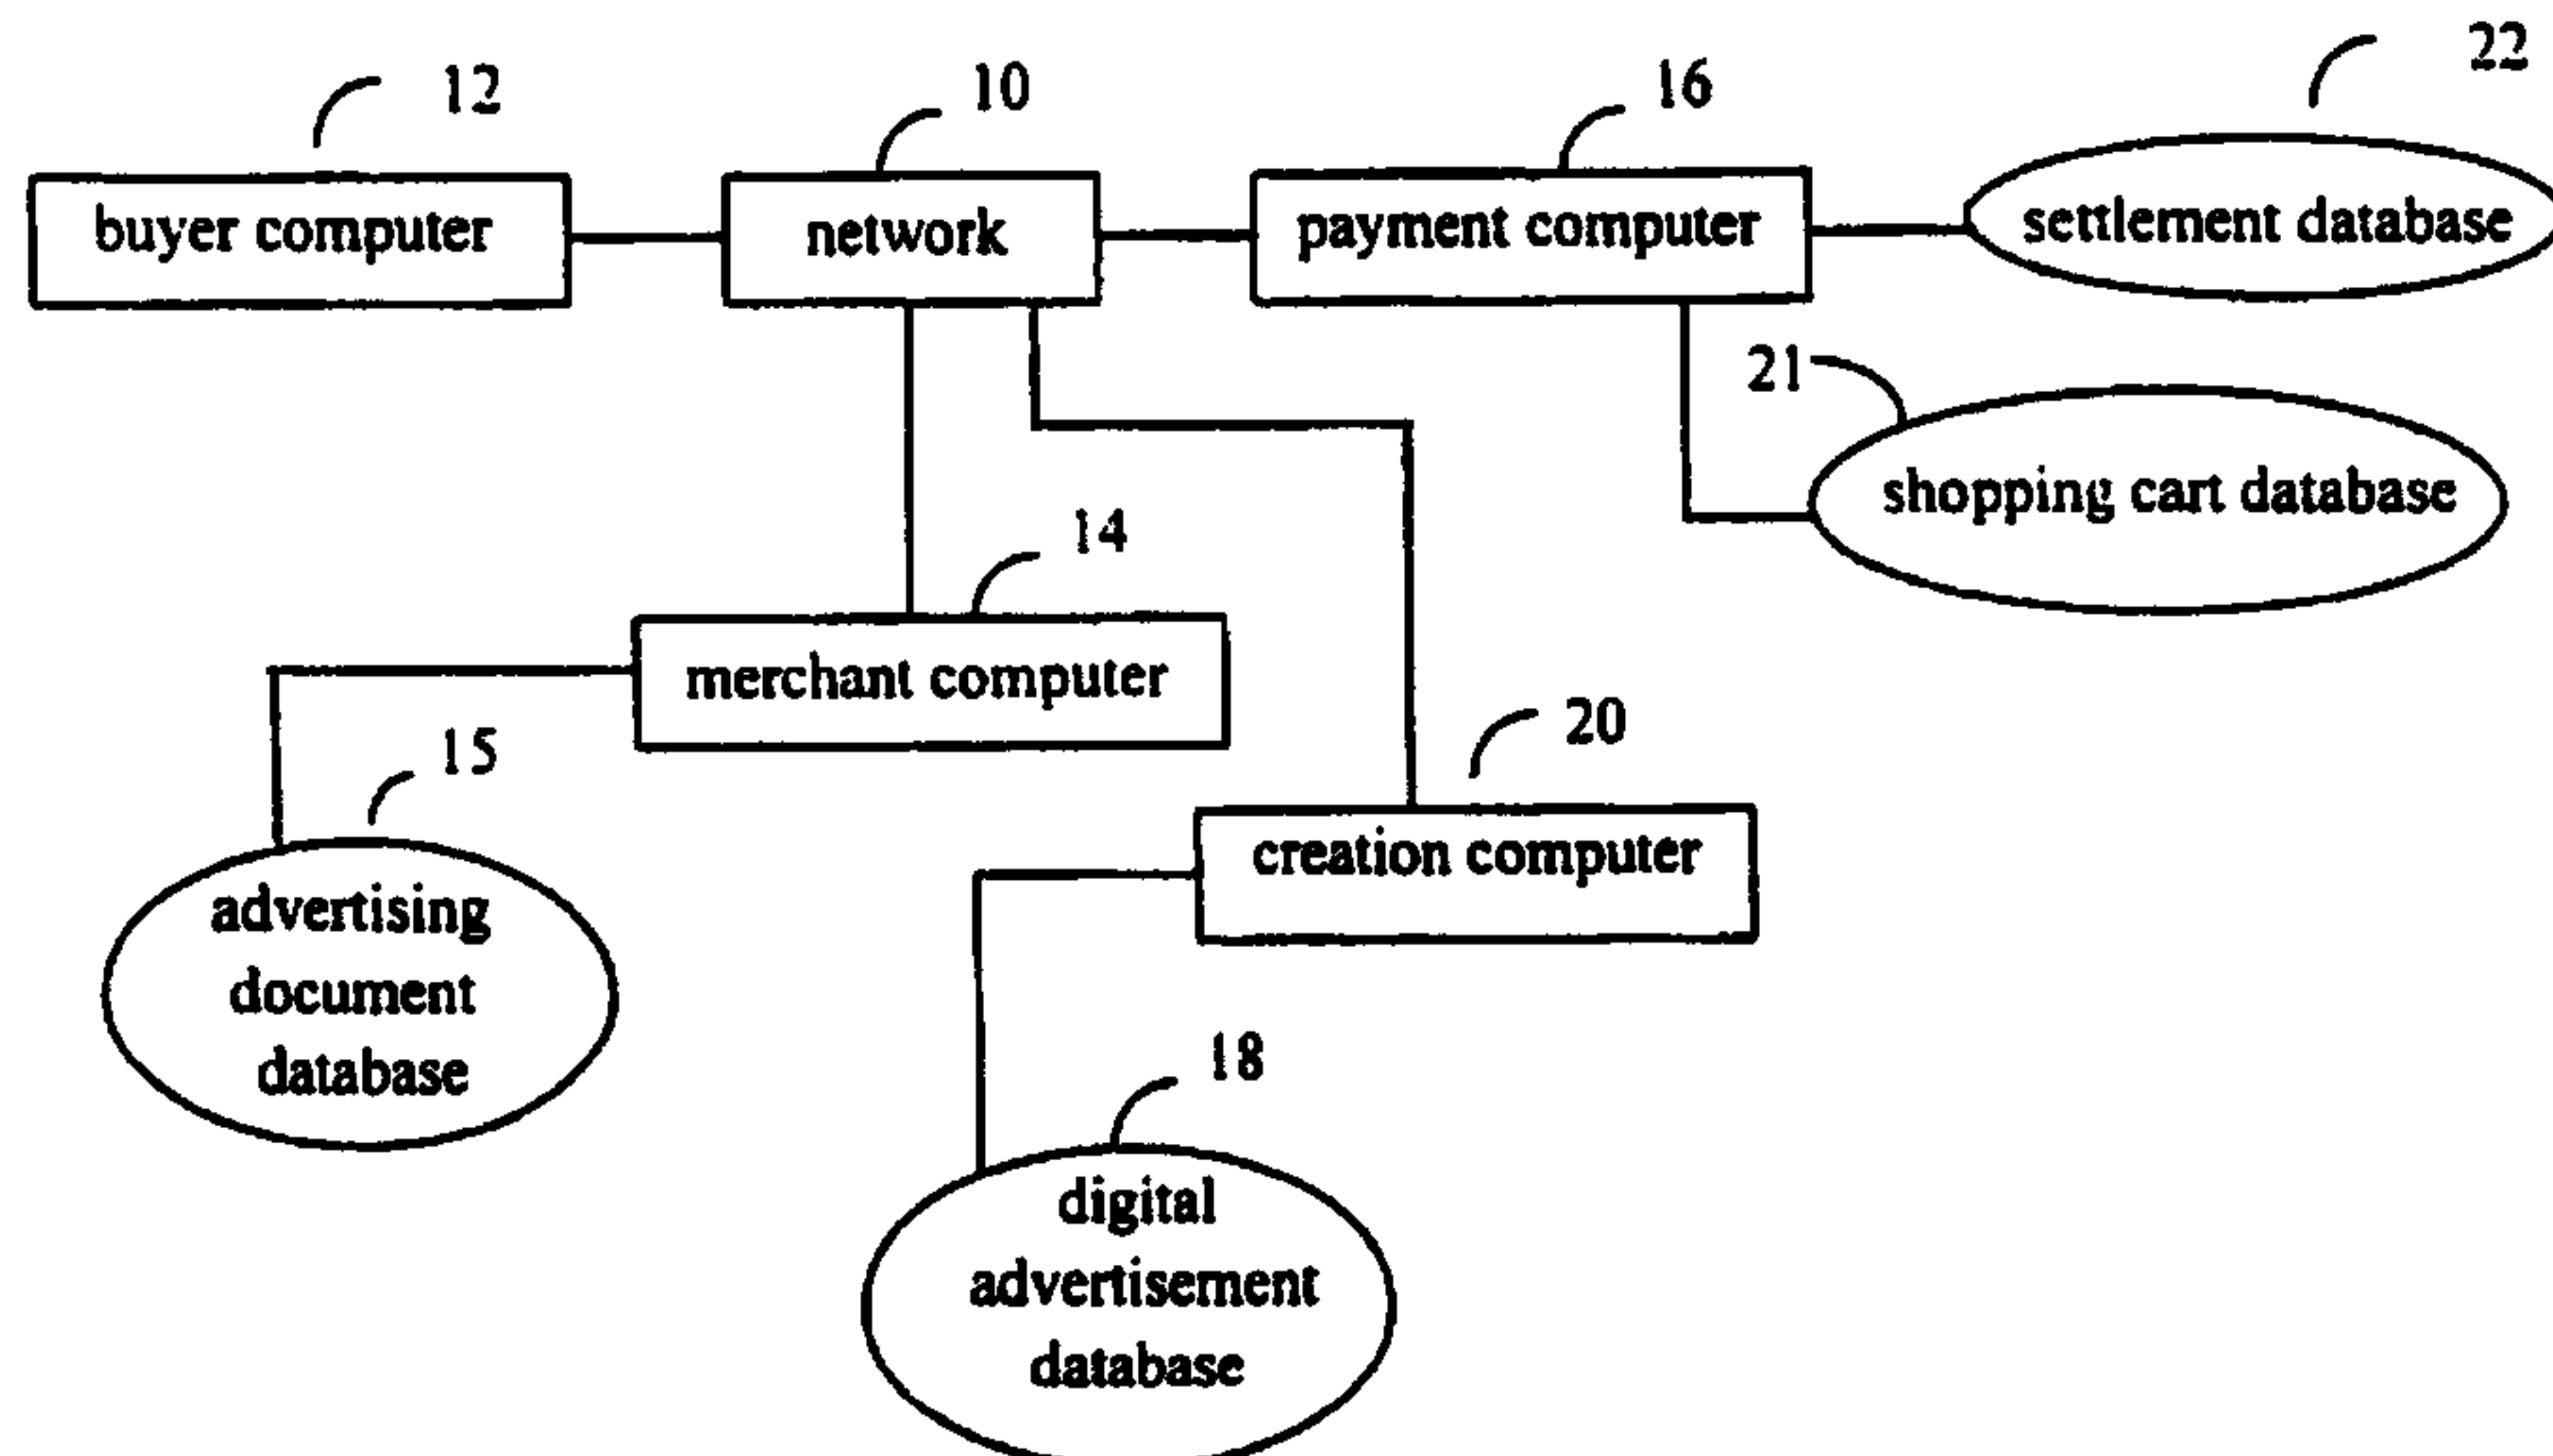 12
10
16
22
buyer computer
network
payment computer
settlement database
21
shopping cart database
14
merchant computer
20
15
creation computer
advertising
document
database
18
digital
advertisement
database